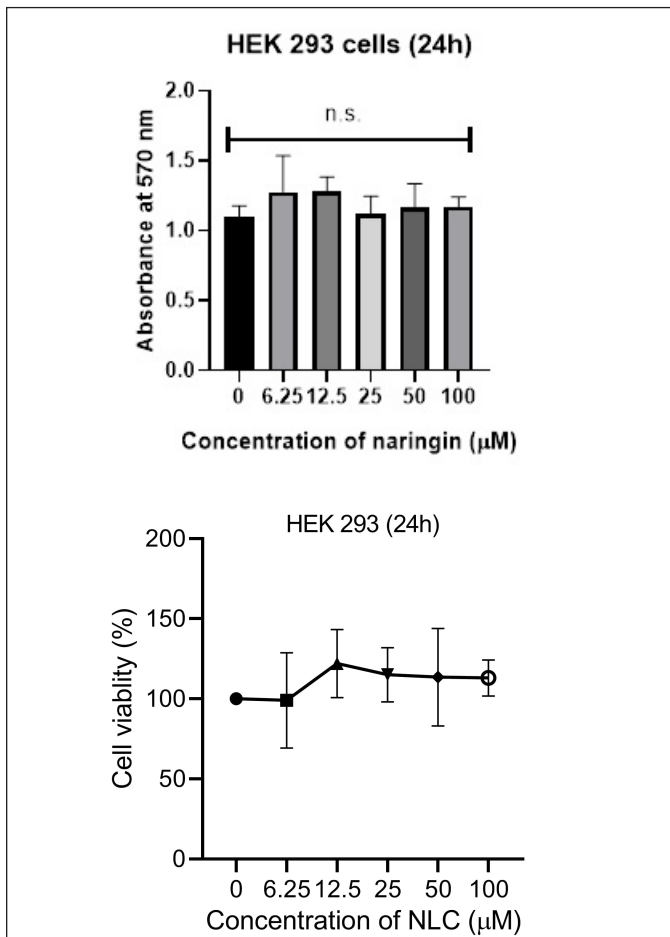 HEK 293 cells (24h)
Absorbance at 570 nm
2.0
1.5
1.0
0.5
0.0
n.s.
0 6.25 12.5 25 50 100
Concentration of naringin (μM)
HEK 293 (24h)
Cell viablity (%)
200
150
100
50
0
0 6.25 12.5 25 50 100
Concentration of NLC (μM)